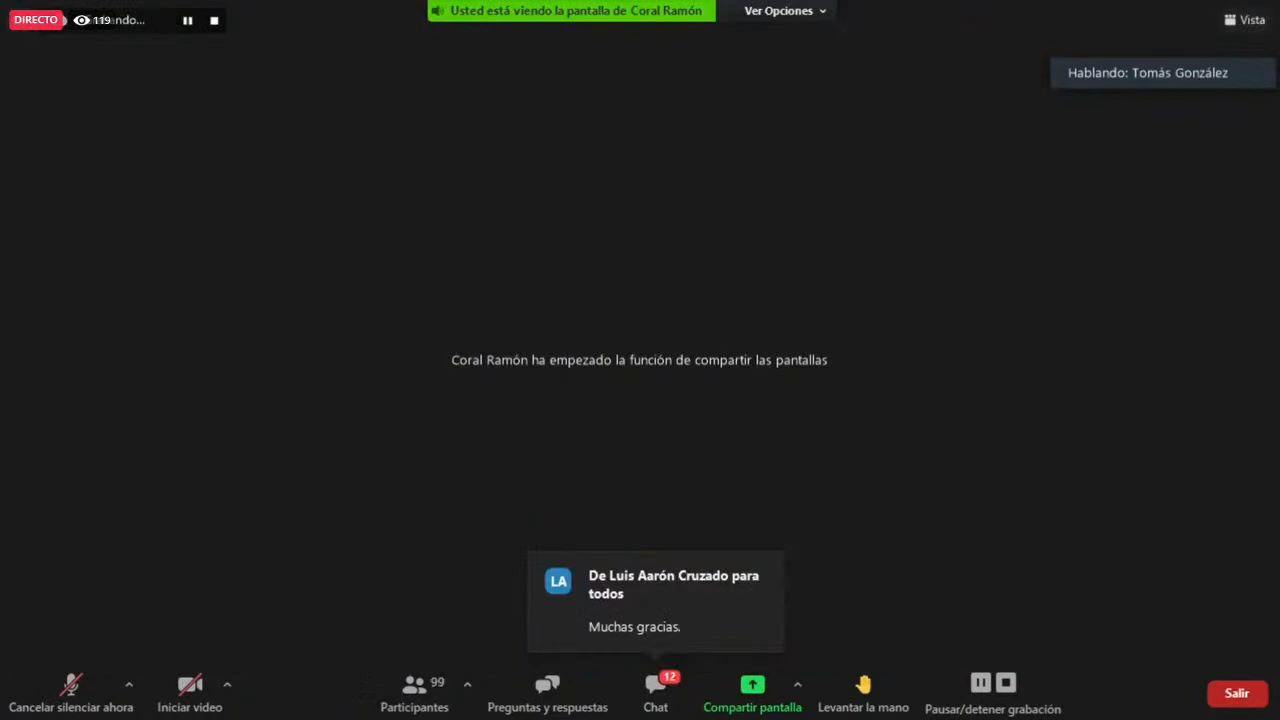 DIRECTO 119 ando...
Usted está viendo la pantalla de Coral Ramón
Ver Opciones
Vista
Hablando: Tomás González
Coral Ramón ha empezado la función de compartir las pantallas
LA
De Luis Aarón Cruzado para
todos
Muchas gracias.
99
12
Cancelar silenciar ahora
Iniciar video
Participantes
Preguntas y respuestas
Chat
Compartir pantalla
Levantar la mano
Pausar/detener grabación
Salir